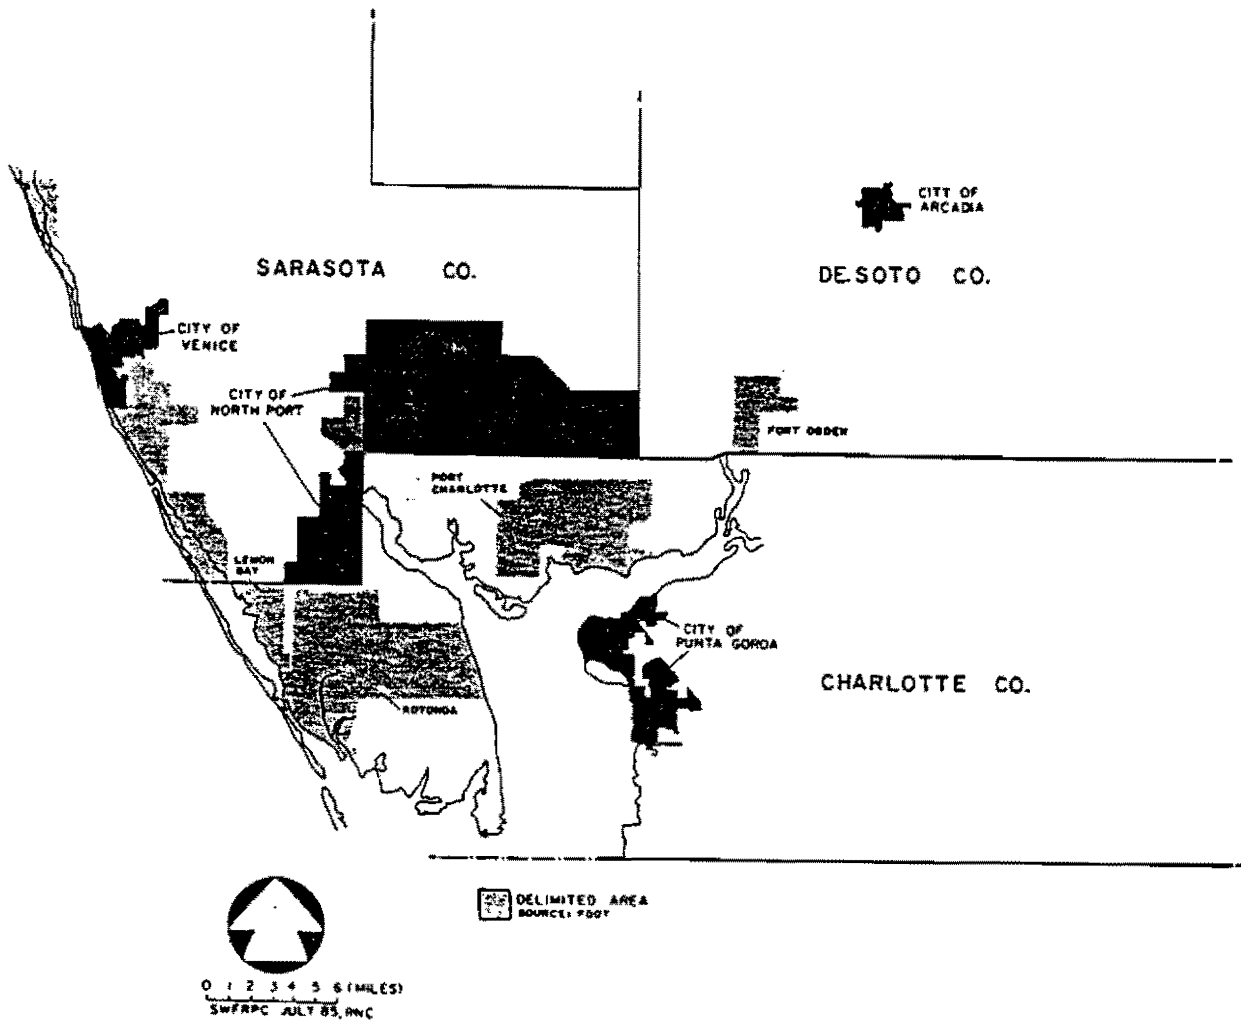 CITY OF
ARCADIA
SARASOTA CO.
DE SOTO CO.
CITY OF
VENICE
CITY OF
NORTH PORT
FORT OGDEN
PORT
CHARLOTTE
LEMON
BAY
CITY OF
PUNTA GORDA
CHARLOTTE CO.
ROTONDA
DELIMITED AREA
SOURCE: FDOT
0 1 2 3 4 5 6 (MILES)
SWFRPC JULY 85, RNC